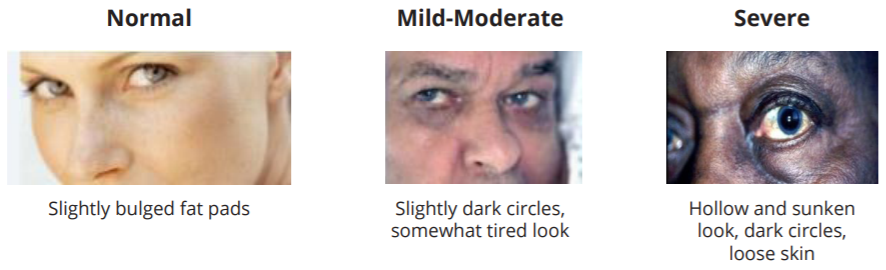 Normal
Mild-Moderate
Severe
Slightly bulged fat pads
Slightly dark circles,
somewhat tired look
Hollow and sunken
look, dark circles,
loose skin